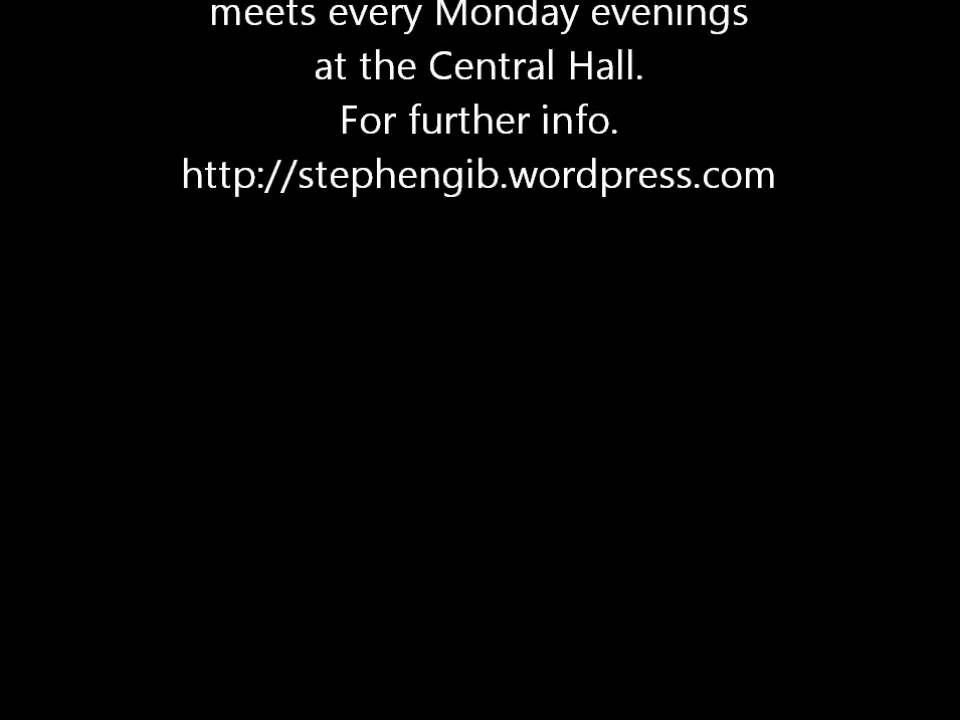 meets every Monday evenings
at the Central Hall.
For further info.
http://stephengib.wordpress.com